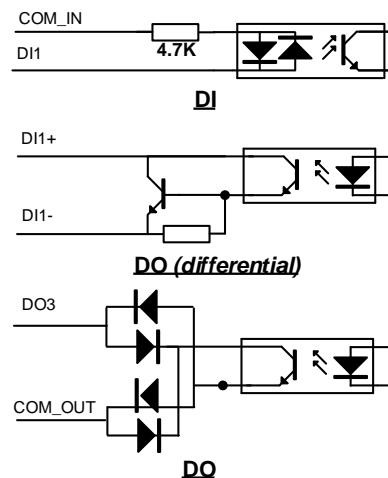 COM_IN
4.7K
DI1
DI
DI1+
DI1-
DO (differential)
DO3
COM_OUT
DO